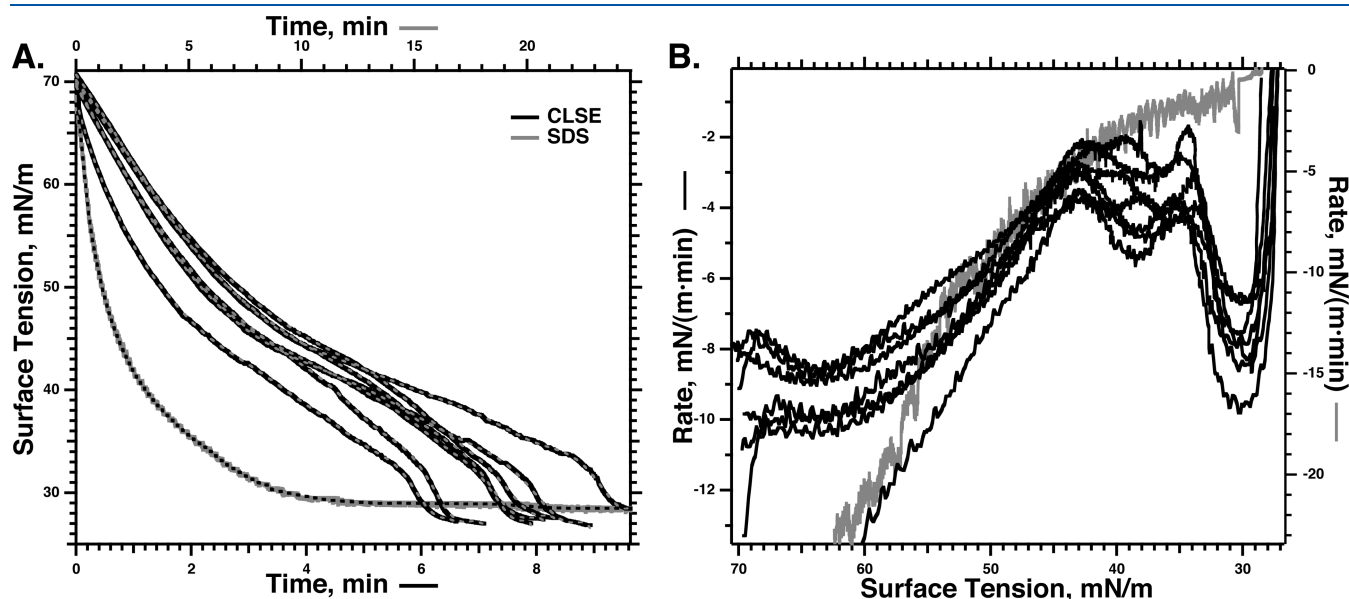 Time, min
0 5 10 15 20
A.
70
60
50
40
30
Surface Tension, mN/m
CLSE
SDS
0 2 4 6 8
Time, min
B.
-2
-4
-6
-8
-10
-12
Rate, mN/(m·min)
0
-5
-10
-15
-20
Rate, mN/(m·min)
70 60 50 40 30
Surface Tension, mN/m